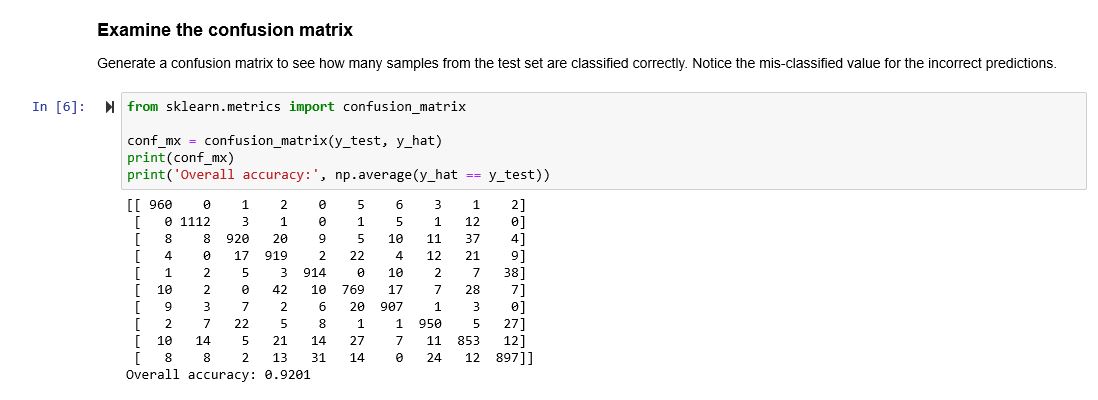 Examine the confusion matrix
Generate a confusion matrix to see how many samples from the test set are classified correctly. Notice the mis-classified value for the incorrect predictions.
In [6]:
from sklearn.metrics import confusion_matrix
conf_mx = confusion_matrix(y_test, y_hat)
print(conf_mx)
print('Overall accuracy:', np.average(y_hat == y_test))
[[ 960    0    1    2    0    5    6    3    1    2]
 [   0 1112    3    1    0    1    5    1   12    0]
 [   8    8  920   20    9    5   10   11   37    4]
 [   4    0   17  919    2   22    4   12   21    9]
 [   1    2    5    3  914    0   10    2    7   38]
 [  10    2    0   42   10  769   17    7   28    7]
 [   9    3    7    2    6   20  907    1    3    0]
 [   2    7   22    5    8    1    1  950    5   27]
 [  10   14    5   21   14   27    7   11  853   12]
 [   8    8    2   13   31   14    0   24   12  897]]
Overall accuracy: 0.9201